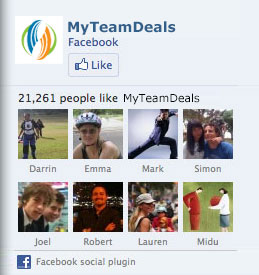 MyTeamDeals
Facebook
Like
21,261 people like MyTeamDeals
Darrin Emma Mark Simon
Joel Robert Lauren Midu
Facebook social plugin